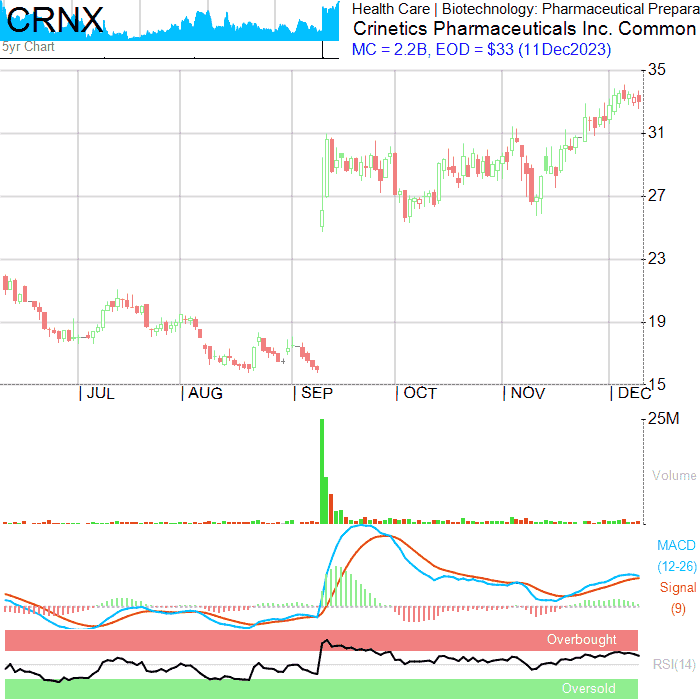 CRNX
5yr Chart
Health Care | Biotechnology: Pharmaceutical Prepara
Crinetics Pharmaceuticals Inc. Common
MC = 2.2B, EOD = $33 (11Dec2023)
35
31
27
23
19
15
JUL
AUG
SEP
OCT
NOV
DEC
25M
Volume
MACD
(12-26)
Signal
(9)
Overbought
RSI(14)
Oversold